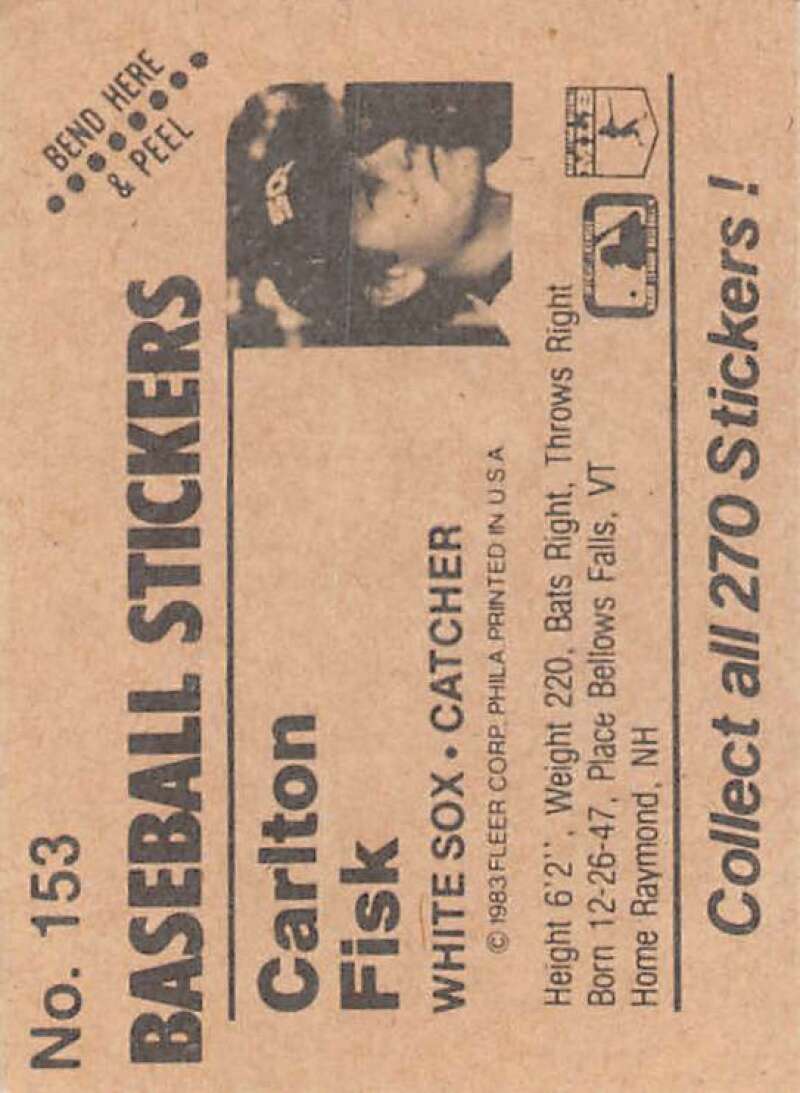 No. 153
BEND HERE
& PEEL
BASEBALL STICKERS
Carlton
Fisk
WHITE SOX • CATCHER
© 1983 FLEER CORP. PHILA PRINTED IN U S A
Height 6'2'', Weight 220, Bats Right, Throws Right
Born 12-26-47, Place Bellows Falls, VT
Home Raymond, NH
Collect all 270 Stickers!